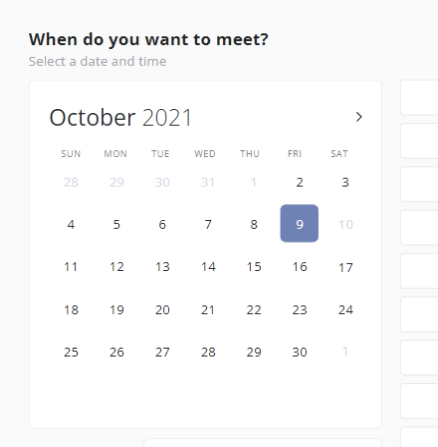 When do you want to meet?
Select a date and time
October 2021 >
SUN MON TUE WED THU FRI SAT
28 29 30 31 1 2 3
4 5 6 7 8 9 10
11 12 13 14 15 16 17
18 19 20 21 22 23 24
25 26 27 28 29 30 1